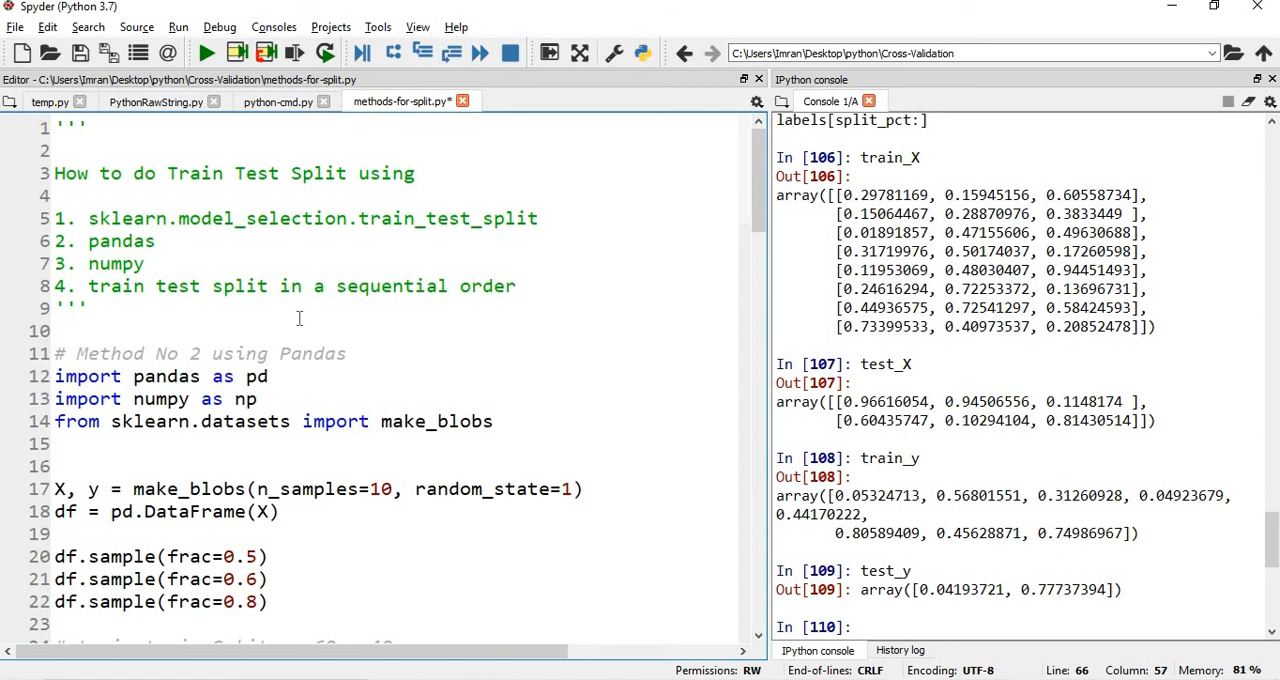 Spyder (Python 3.7)
File Edit Search Source Run Debug Consoles Projects Tools View Help
C:\Users\Imran\Desktop\python\Cross-Validation
Editor - C:\Users\Imran\Desktop\python\Cross-Validation\methods-for-split.py
temp.py PythonRawString.py python-cmd.py methods-for-split.py*
1 '''
2
3 How to do Train Test Split using
4
5 1. sklearn.model_selection.train_test_split
6 2. pandas
7 3. numpy
8 4. train test split in a sequential order
9 '''
10
11 # Method No 2 using Pandas
12 import pandas as pd
13 import numpy as np
14 from sklearn.datasets import make_blobs
15
16
17 X, y = make_blobs(n_samples=10, random_state=1)
18 df = pd.DataFrame(X)
19
20 df.sample(frac=0.5)
21 df.sample(frac=0.6)
22 df.sample(frac=0.8)
23
IPython console
Console 1/A
labels[split_pct:]
In [106]: train_X
Out[106]:
array([[0.29781169, 0.15945156, 0.60558734],
[0.15064467, 0.28870976, 0.3833449 ],
[0.01891857, 0.47155606, 0.49630688],
[0.31719976, 0.50174037, 0.17260598],
[0.11953069, 0.48030407, 0.94451493],
[0.24616294, 0.72253372, 0.13696731],
[0.44936575, 0.72541297, 0.58424593],
[0.73399533, 0.40973537, 0.20852478]])
In [107]: test_X
Out[107]:
array([[0.96616054, 0.94506556, 0.1148174 ],
[0.60435747, 0.10294104, 0.81430514]])
In [108]: train_y
Out[108]:
array([0.05324713, 0.56801551, 0.31260928, 0.04923679,
0.44170222,
0.80589409, 0.45628871, 0.74986967])
In [109]: test_y
Out[109]: array([0.04193721, 0.77737394])
In [110]:
IPython console History log
Permissions: RW End-of-lines: CRLF Encoding: UTF-8 Line: 66 Column: 57 Memory: 81 %